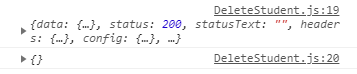 DeleteStudent.js:19
▶ {data: {…}, status: 200, statusText: "", header
s: {…}, config: {…}, …}
▶ {} DeleteStudent.js:20